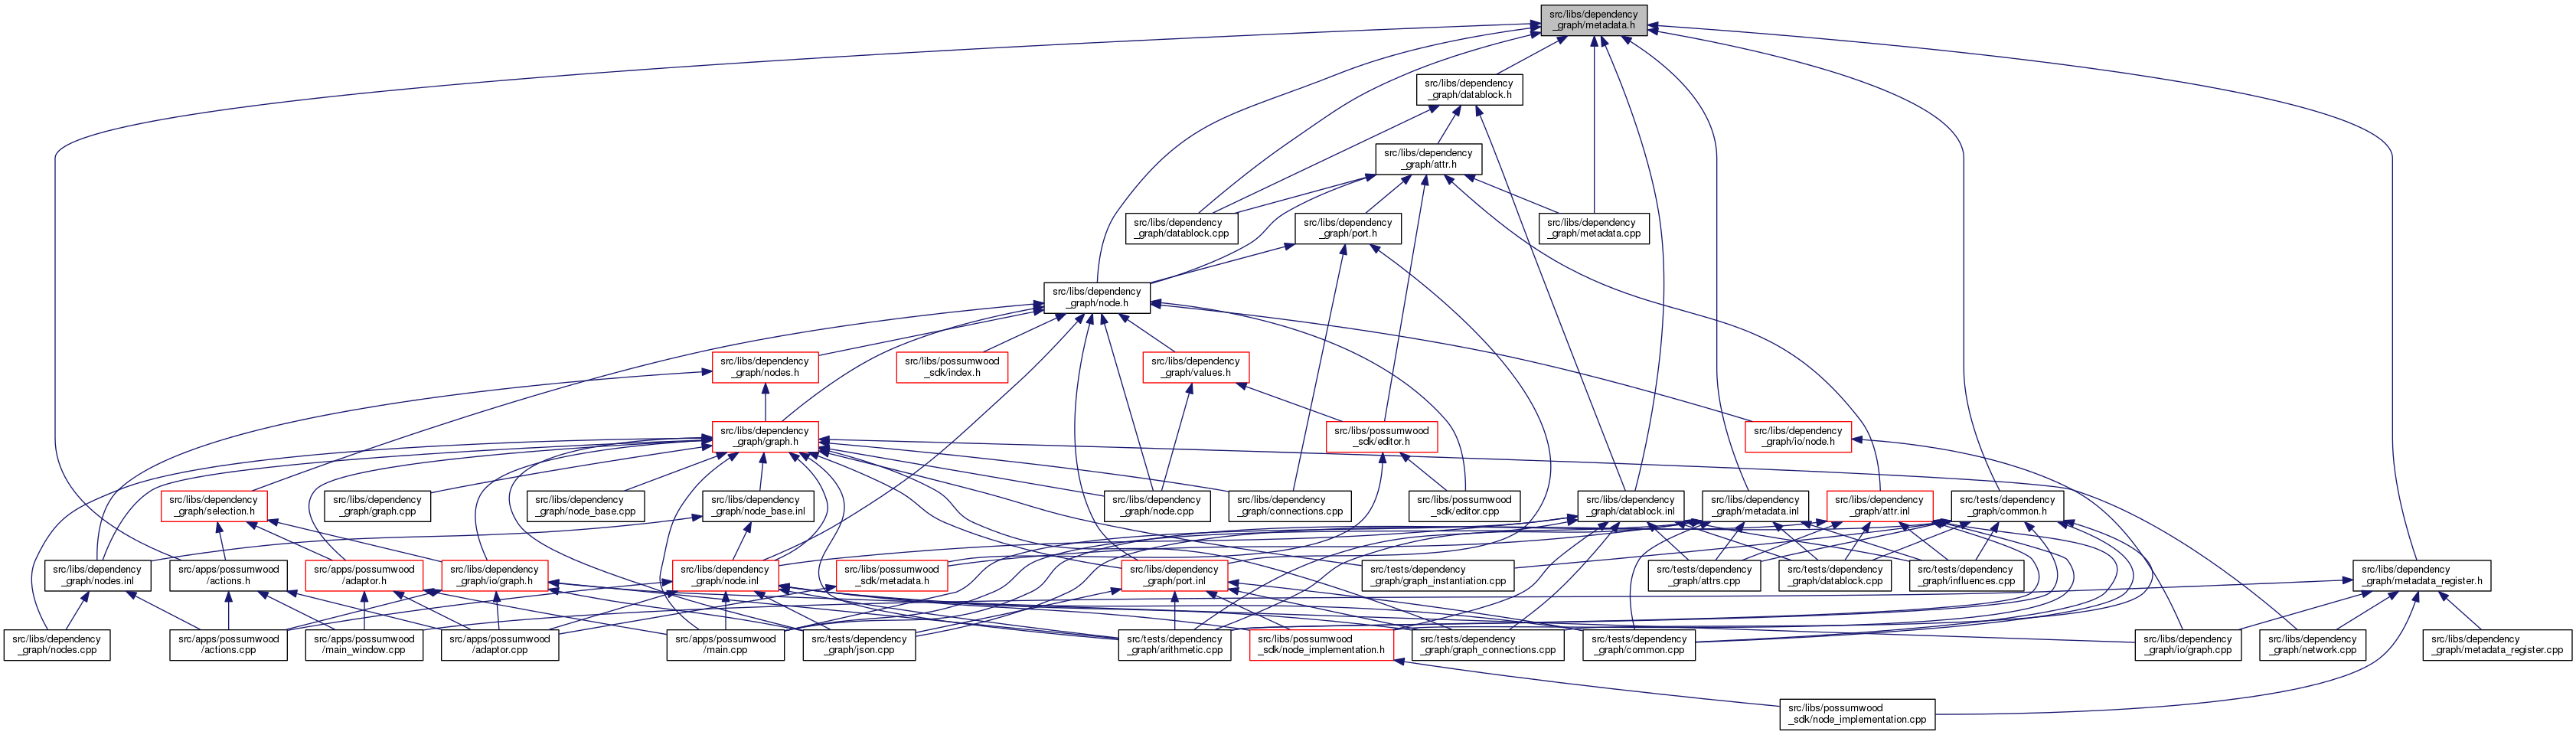 src/libs/dependency
_graph/metadata.h
src/libs/dependency
_graph/datablock.h
src/libs/dependency
_graph/attr.h
src/libs/dependency
_graph/datablock.cpp
src/libs/dependency
_graph/port.h
src/libs/dependency
_graph/metadata.cpp
src/libs/dependency
_graph/node.h
src/libs/dependency
_graph/nodes.h
src/libs/possumwood
_sdk/index.h
src/libs/dependency
_graph/values.h
src/libs/dependency
_graph/graph.h
src/libs/possumwood
_sdk/editor.h
src/libs/dependency
_graph/io/node.h
src/libs/dependency
_graph/selection.h
src/libs/dependency
_graph/graph.cpp
src/libs/dependency
_graph/node_base.cpp
src/libs/dependency
_graph/node_base.inl
src/libs/dependency
_graph/node.cpp
src/libs/dependency
_graph/connections.cpp
src/libs/possumwood
_sdk/editor.cpp
src/libs/dependency
_graph/datablock.inl
src/libs/dependency
_graph/metadata.inl
src/libs/dependency
_graph/attr.inl
src/tests/dependency
_graph/common.h
src/libs/dependency
_graph/nodes.inl
src/apps/possumwood
/actions.h
src/apps/possumwood
/adaptor.h
src/libs/dependency
_graph/io/graph.h
src/libs/dependency
_graph/node.inl
src/libs/possumwood
_sdk/metadata.h
src/libs/dependency
_graph/port.inl
src/tests/dependency
_graph/graph_instantiation.cpp
src/tests/dependency
_graph/attrs.cpp
src/tests/dependency
_graph/datablock.cpp
src/tests/dependency
_graph/influences.cpp
src/libs/dependency
_graph/metadata_register.h
src/libs/dependency
_graph/nodes.cpp
src/apps/possumwood
/actions.cpp
src/apps/possumwood
/main_window.cpp
src/apps/possumwood
/adaptor.cpp
src/apps/possumwood
/main.cpp
src/tests/dependency
_graph/json.cpp
src/tests/dependency
_graph/arithmetic.cpp
src/libs/possumwood
_sdk/node_implementation.h
src/tests/dependency
_graph/graph_connections.cpp
src/tests/dependency
_graph/common.cpp
src/libs/dependency
_graph/io/graph.cpp
src/libs/dependency
_graph/network.cpp
src/libs/dependency
_graph/metadata_register.cpp
src/libs/possumwood
_sdk/node_implementation.cpp